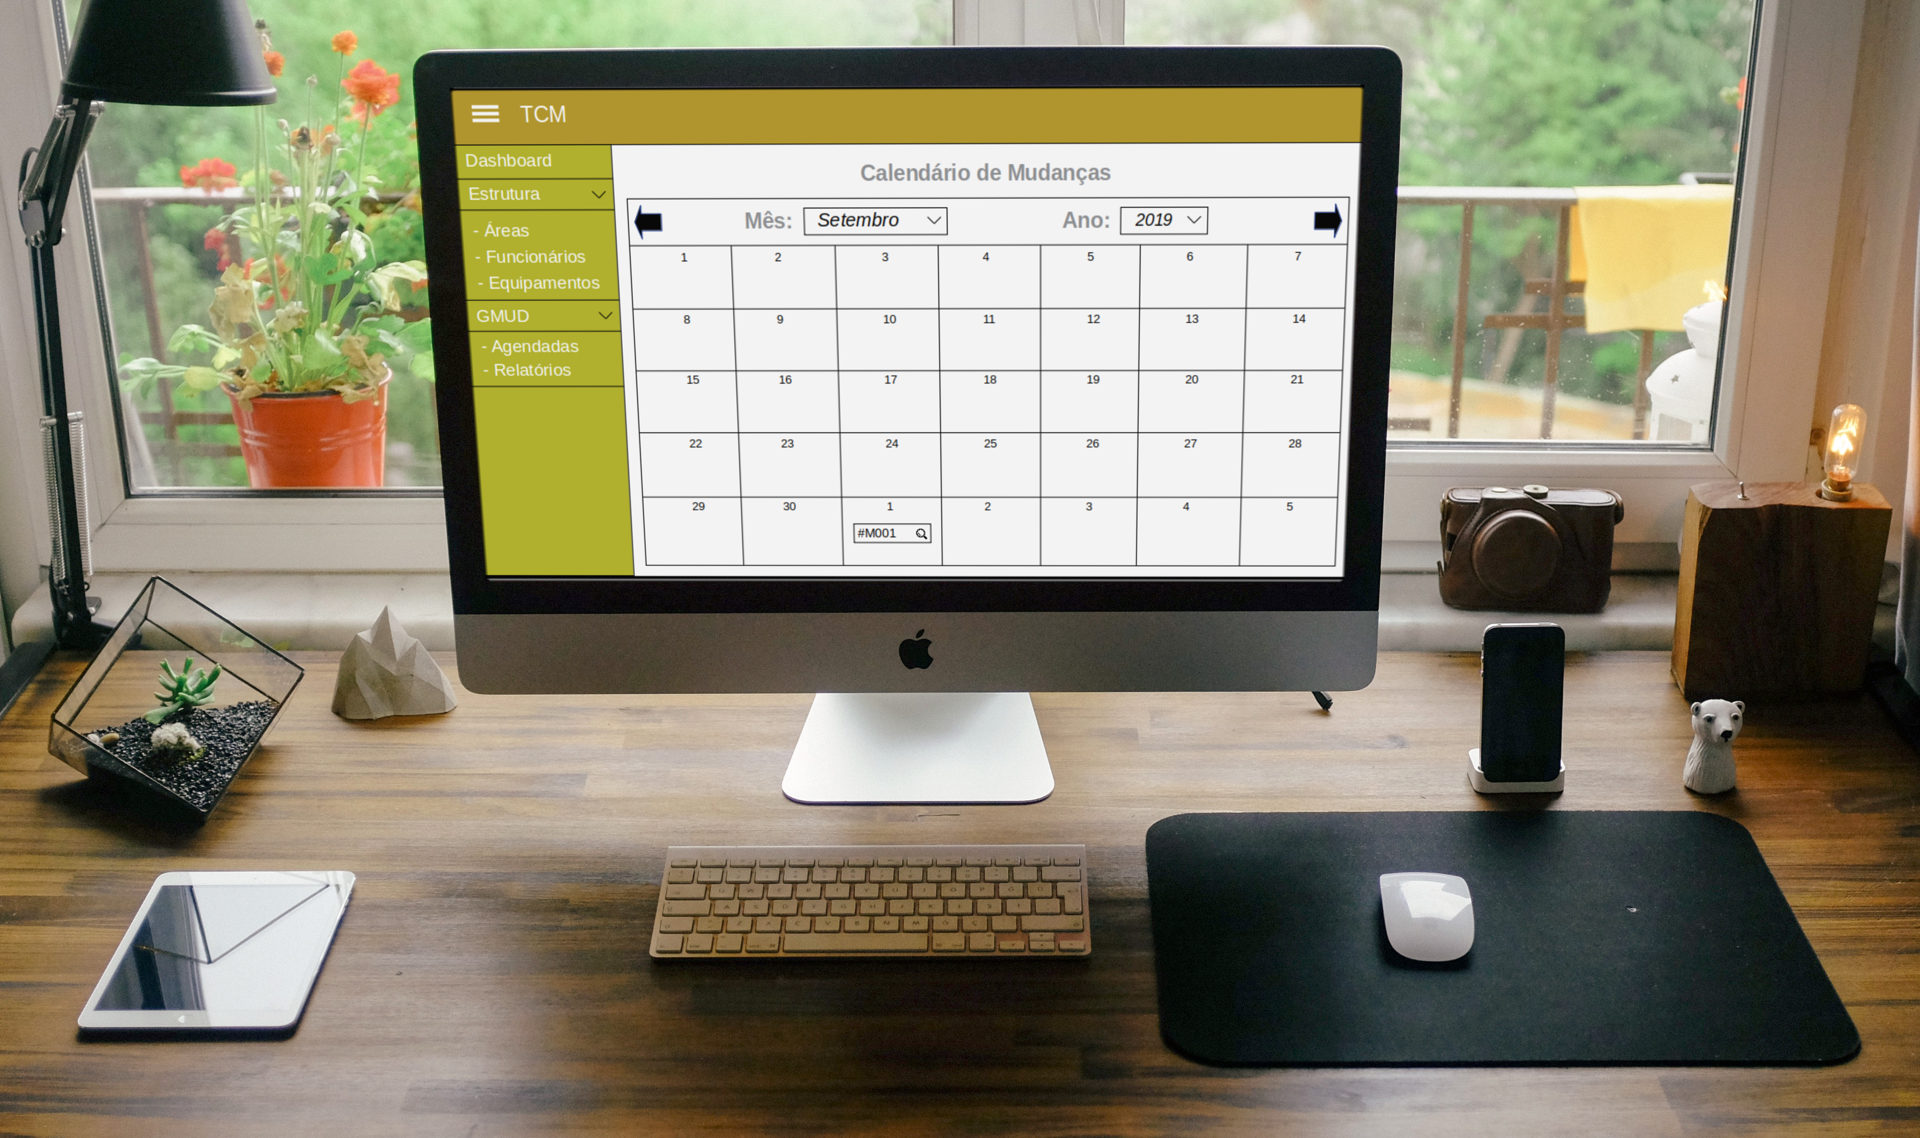 TCM
Dashboard
Estrutura
- Áreas
- Funcionários
- Equipamentos
GMUD
- Agendadas
- Relatórios
Calendário de Mudanças
Mês: Setembro Ano: 2019
1 2 3 4 5 6 7
8 9 10 11 12 13 14
15 16 17 18 19 20 21
22 23 24 25 26 27 28
29 30 1 2 3 4 5
#M001